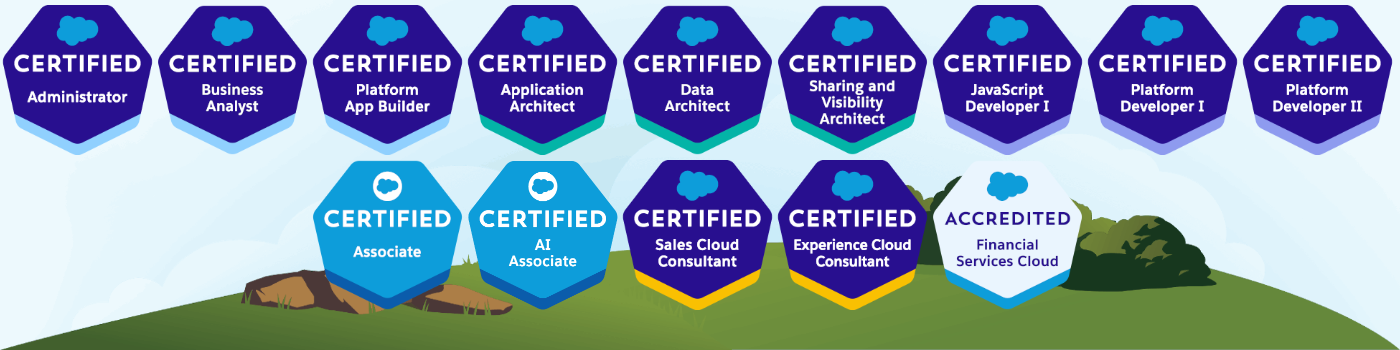 CERTIFIED
Administrator
CERTIFIED
Business
Analyst
CERTIFIED
Platform
App Builder
CERTIFIED
Application
Architect
CERTIFIED
Data
Architect
CERTIFIED
Sharing and
Visibility
Architect
CERTIFIED
JavaScript
Developer I
CERTIFIED
Platform
Developer I
CERTIFIED
Platform
Developer II
CERTIFIED
Associate
CERTIFIED
AI
Associate
CERTIFIED
Sales Cloud
Consultant
CERTIFIED
Experience Cloud
Consultant
ACCREDITED
Financial
Services Cloud